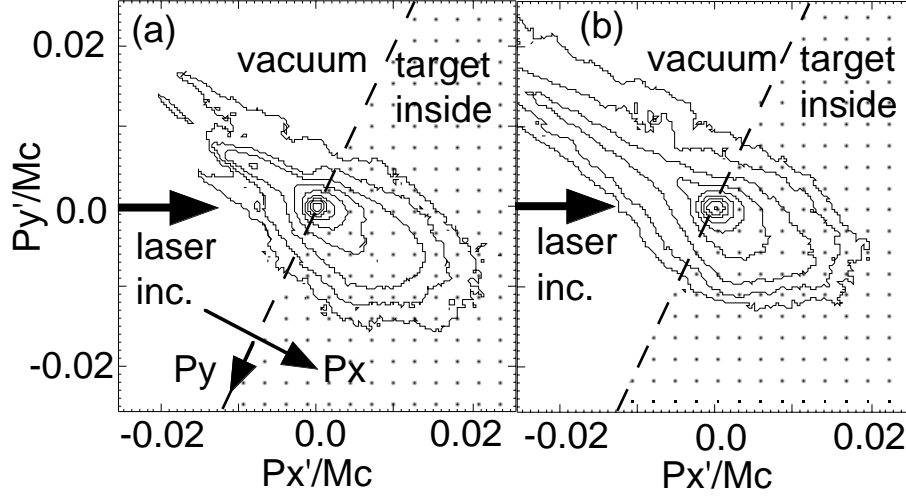 (a)
vacuum
target
inside
0.02
0.0
-0.02
Py'/Mc
laser
inc.
Py
Px
-0.02
0.0
0.02
Px'/Mc
(b)
vacuum
target
inside
laser
inc.
-0.02
0.0
0.02
Px'/Mc